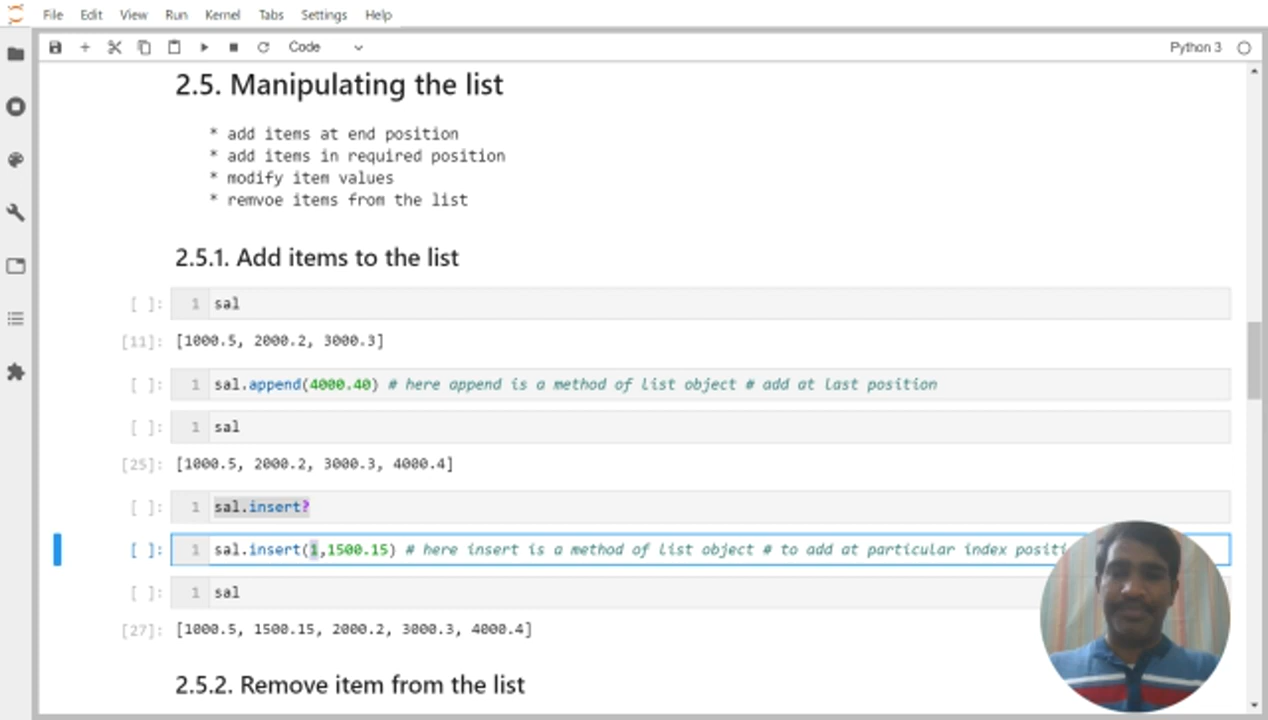 File Edit View Run Kernel Tabs Settings Help
Code Python 3
2.5. Manipulating the list
* add items at end position
* add items in required position
* modify item values
* remvoe items from the list
2.5.1. Add items to the list
[ ]: 1 sal
[11]: [1000.5, 2000.2, 3000.3]
[ ]: 1 sal.append(4000.40) # here append is a method of list object # add at last position
[ ]: 1 sal
[25]: [1000.5, 2000.2, 3000.3, 4000.4]
[ ]: 1 sal.insert?
[ ]: 1 sal.insert(1,1500.15) # here insert is a method of list object # to add at particular index
[ ]: 1 sal
[27]: [1000.5, 1500.15, 2000.2, 3000.3, 4000.4]
2.5.2. Remove item from the list